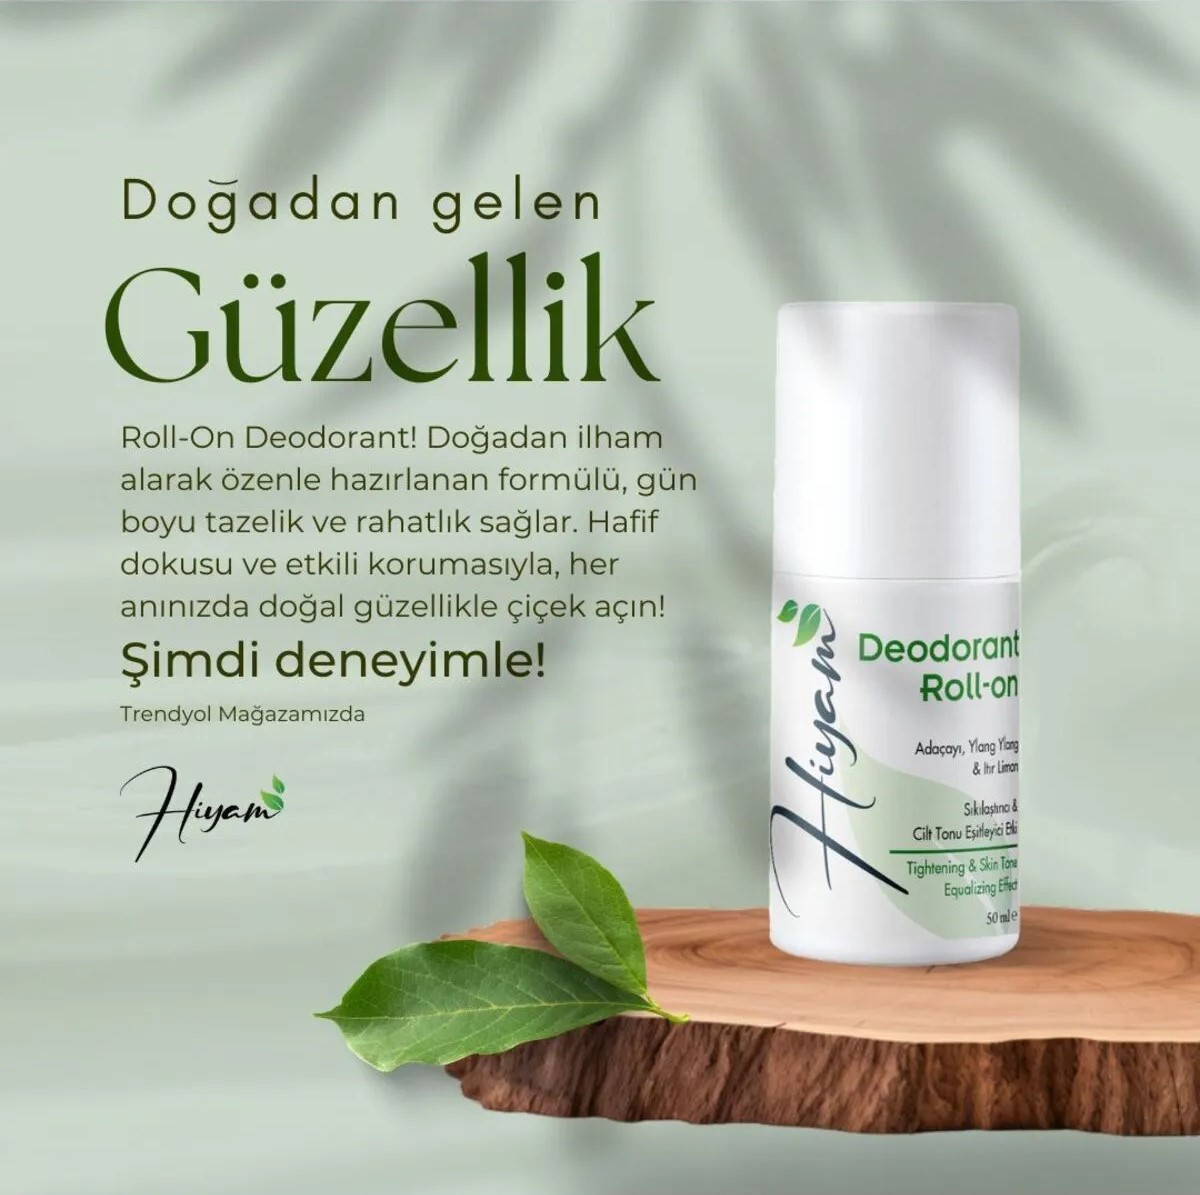 Doğadan gelen
Güzellik
Roll-On Deodorant! Doğadan ilham
alarak özenle hazırlanan formülü, gün
boyu tazelik ve rahatlık sağlar. Hafif
dokusu ve etkili korumasıyla, her
anınızda doğal güzellikle çiçek açın!
Şimdi deneyimle!
Trendyol Mağazamızda
Hiyam
Hiyam
Deodorant
Roll-on
Adaçayı, Ylang Ylang
& Itır Limon
Sıkılaştırıcı &
Cilt Tonu Eşitleyici Etki
Tightening & Skin Tone
Equalizing Effect
50 ml e